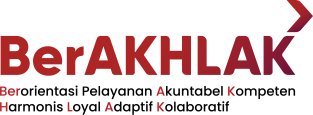 BerAKHLAK
Berorientasi Pelayanan Akuntabel Kompeten
Harmonis Loyal Adaptif Kolaboratif